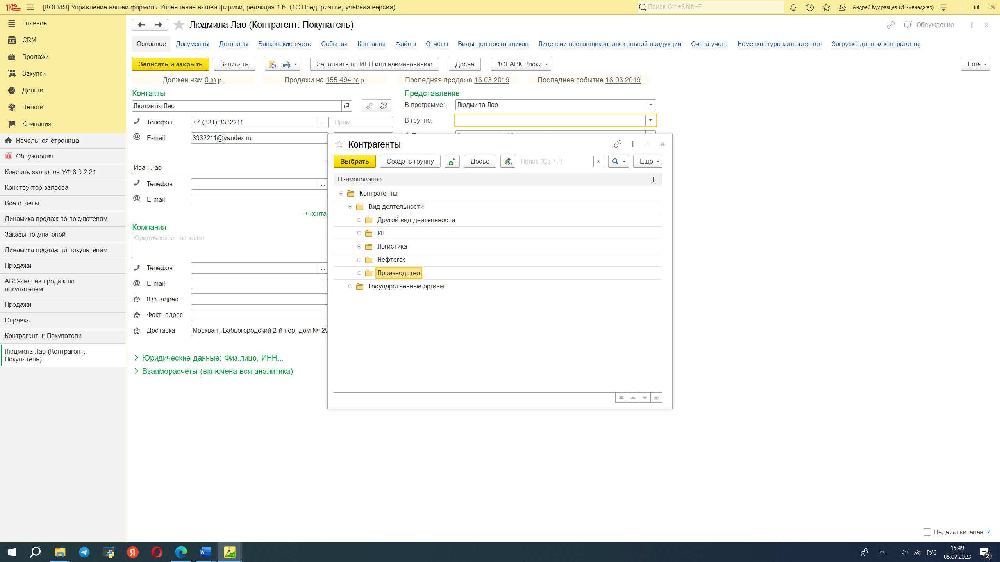 [КОПИЯ] Управление нашей фирмой / Управление нашей фирмой, редакция 1.6 (1С:Предприятие, учебная версия)
Поиск Ctrl+Shift+F
Андрей Кудрявцев (ИТ-менеджер)
Главное
CRM
Продажи
Закупки
Деньги
Налоги
Компания
Начальная страница
Обсуждения
Консоль запросов УФ 8.3.2.21
Конструктор запроса
Все отчеты
Динамика продаж по покупателям
Заказы покупателей
Динамика продаж по покупателям
Продажи
ABC-анализ продаж по
покупателям
Продажи
Справка
Контрагенты: Покупатели
Людмила Лао (Контрагент:
Покупатель)
Людмила Лао (Контрагент: Покупатель)
Обсуждение
Основное Документы Договоры Банковские счета События Контакты Файлы Отчеты Виды цен поставщиков Лицензии поставщиков алкогольной продукции Счета учета Номенклатура контрагентов Загрузка данных контрагента
Записать и закрыть Записать Заполнить по ИНН или наименованию Досье 1СПАРК Риски Еще
Должен нам 0,00 р. Продажи на 155 494,00 р. Последняя продажа 16.03.2019 Последнее событие 16.03.2019
Контакты
Людмила Лао
Телефон +7 (321) 3332211 ... Прим.
E-mail 3332211@yandex.ru
Иван Лао
Телефон ...
E-mail
Компания
Юридическое название
Телефон ...
E-mail
Юр. адрес
Факт. адрес
Доставка Москва г, Бабьегородский 2-й пер, дом № 29
Юридические данные: Физ.лицо, ИНН...
Взаиморасчеты (включена вся аналитика)
Представление
В программе: Людмила Лао
В группе:
Контрагенты
Выбрать Создать группу Досье Поиск (Ctrl+F) × Еще
Наименование
Контрагенты
Вид деятельности
Другой вид деятельности
ИТ
Логистика
Нефтегаз
Производство
Государственные органы
Недействителен ?
РУС
15:49
05.07.2023
2